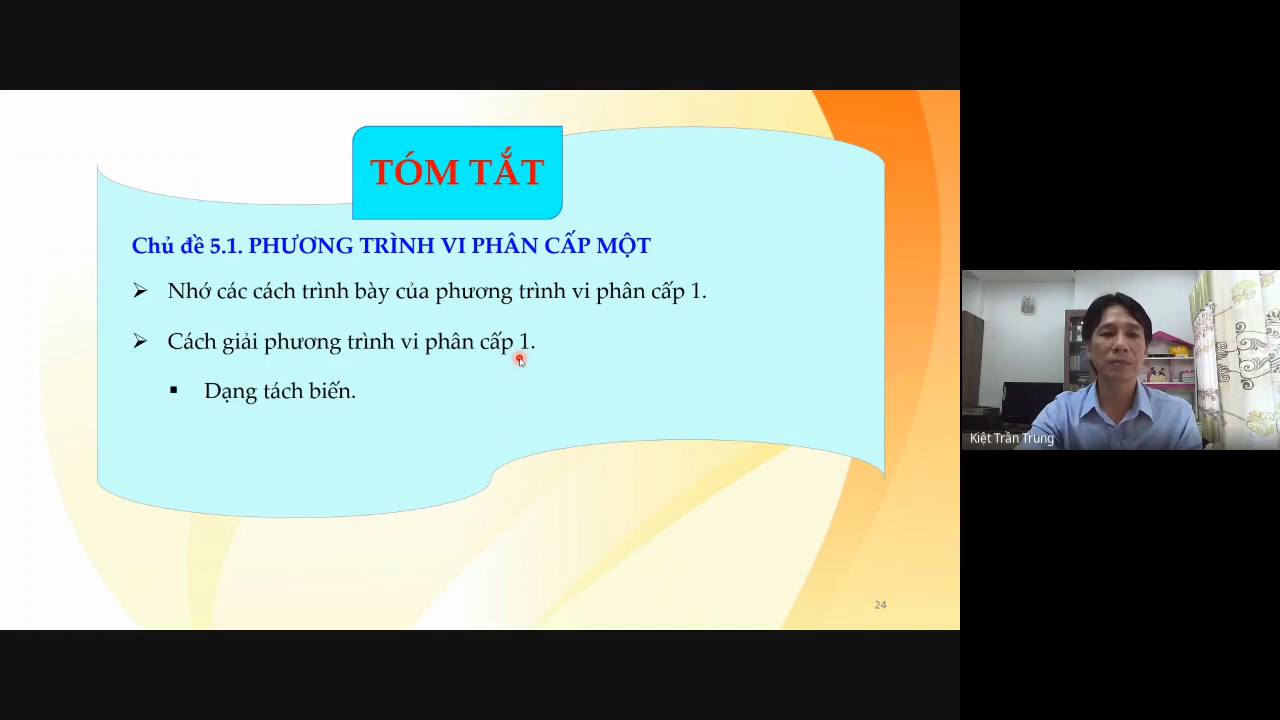 TÓM TẮT
Chủ đề 5.1. PHƯƠNG TRÌNH VI PHÂN CẤP MỘT
Nhớ các cách trình bày của phương trình vi phân cấp 1.
Cách giải phương trình vi phân cấp 1.
Dạng tách biến.
24
Kiệt Trần Trung